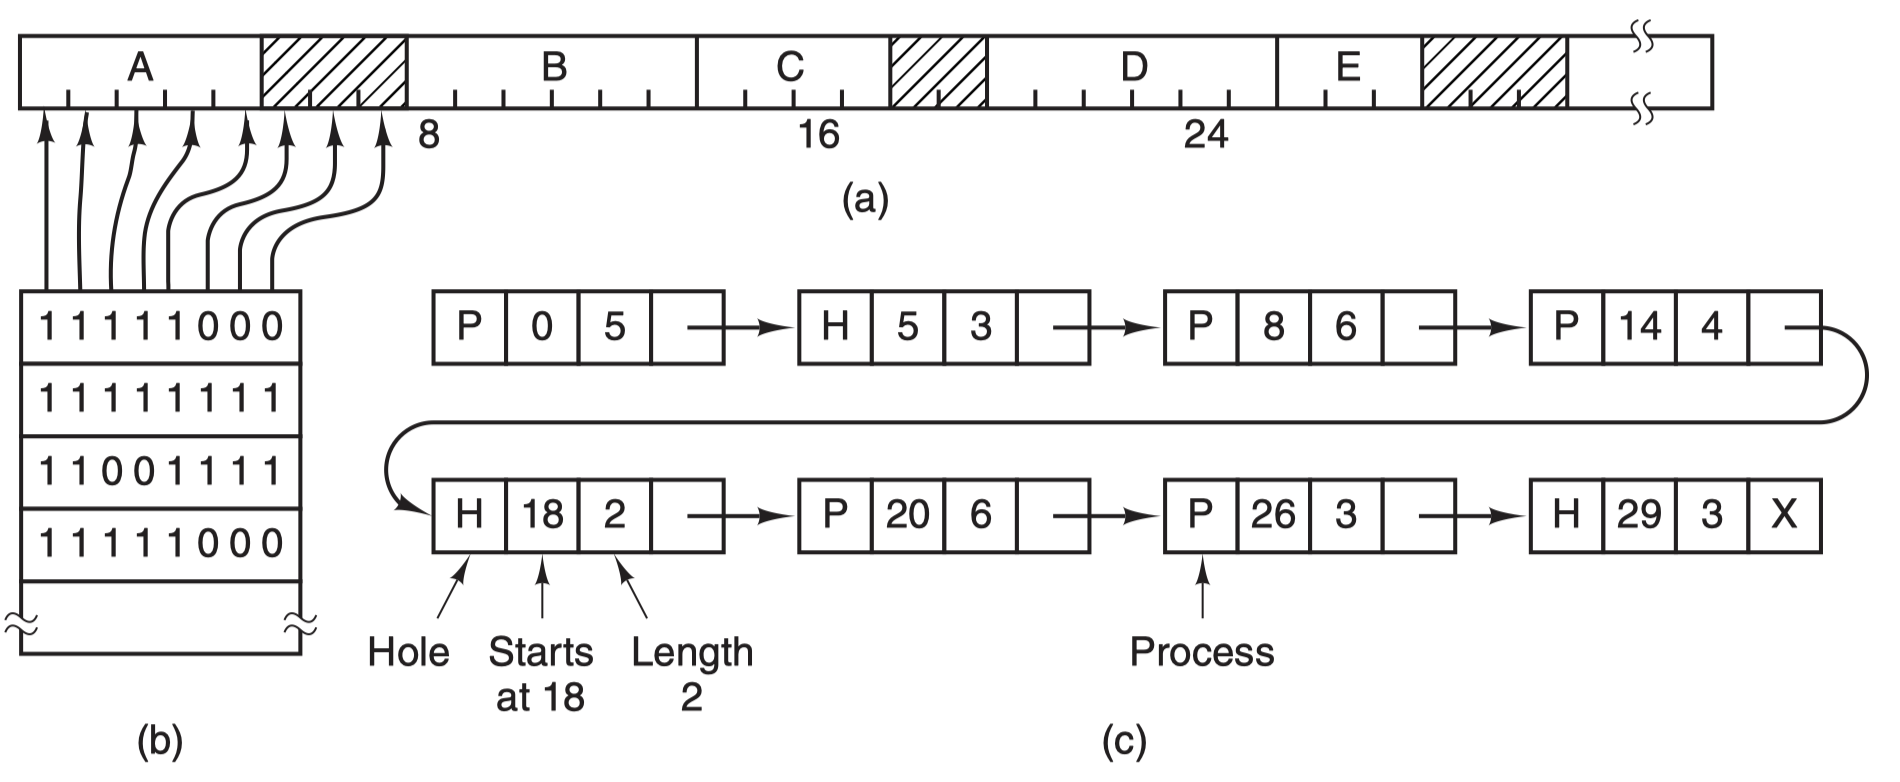 A B C D E
8 16 24
(a)
1 1 1 1 1 0 0 0
1 1 1 1 1 1 1 1
1 1 0 0 1 1 1 1
1 1 1 1 1 0 0 0
(b)
P 0 5 H 5 3 P 8 6 P 14 4
H 18 2 P 20 6 P 26 3 H 29 3 X
Hole Starts Length Process
at 18 2
(c)